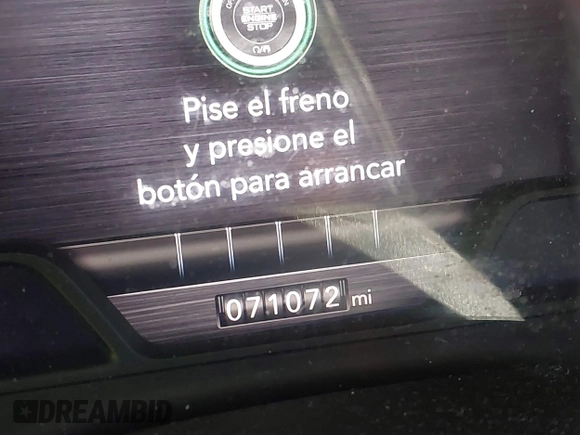 START
ENGINE
STOP
Pise el freno
y presione el
botón para arrancar
071072 mi
DREAMBID